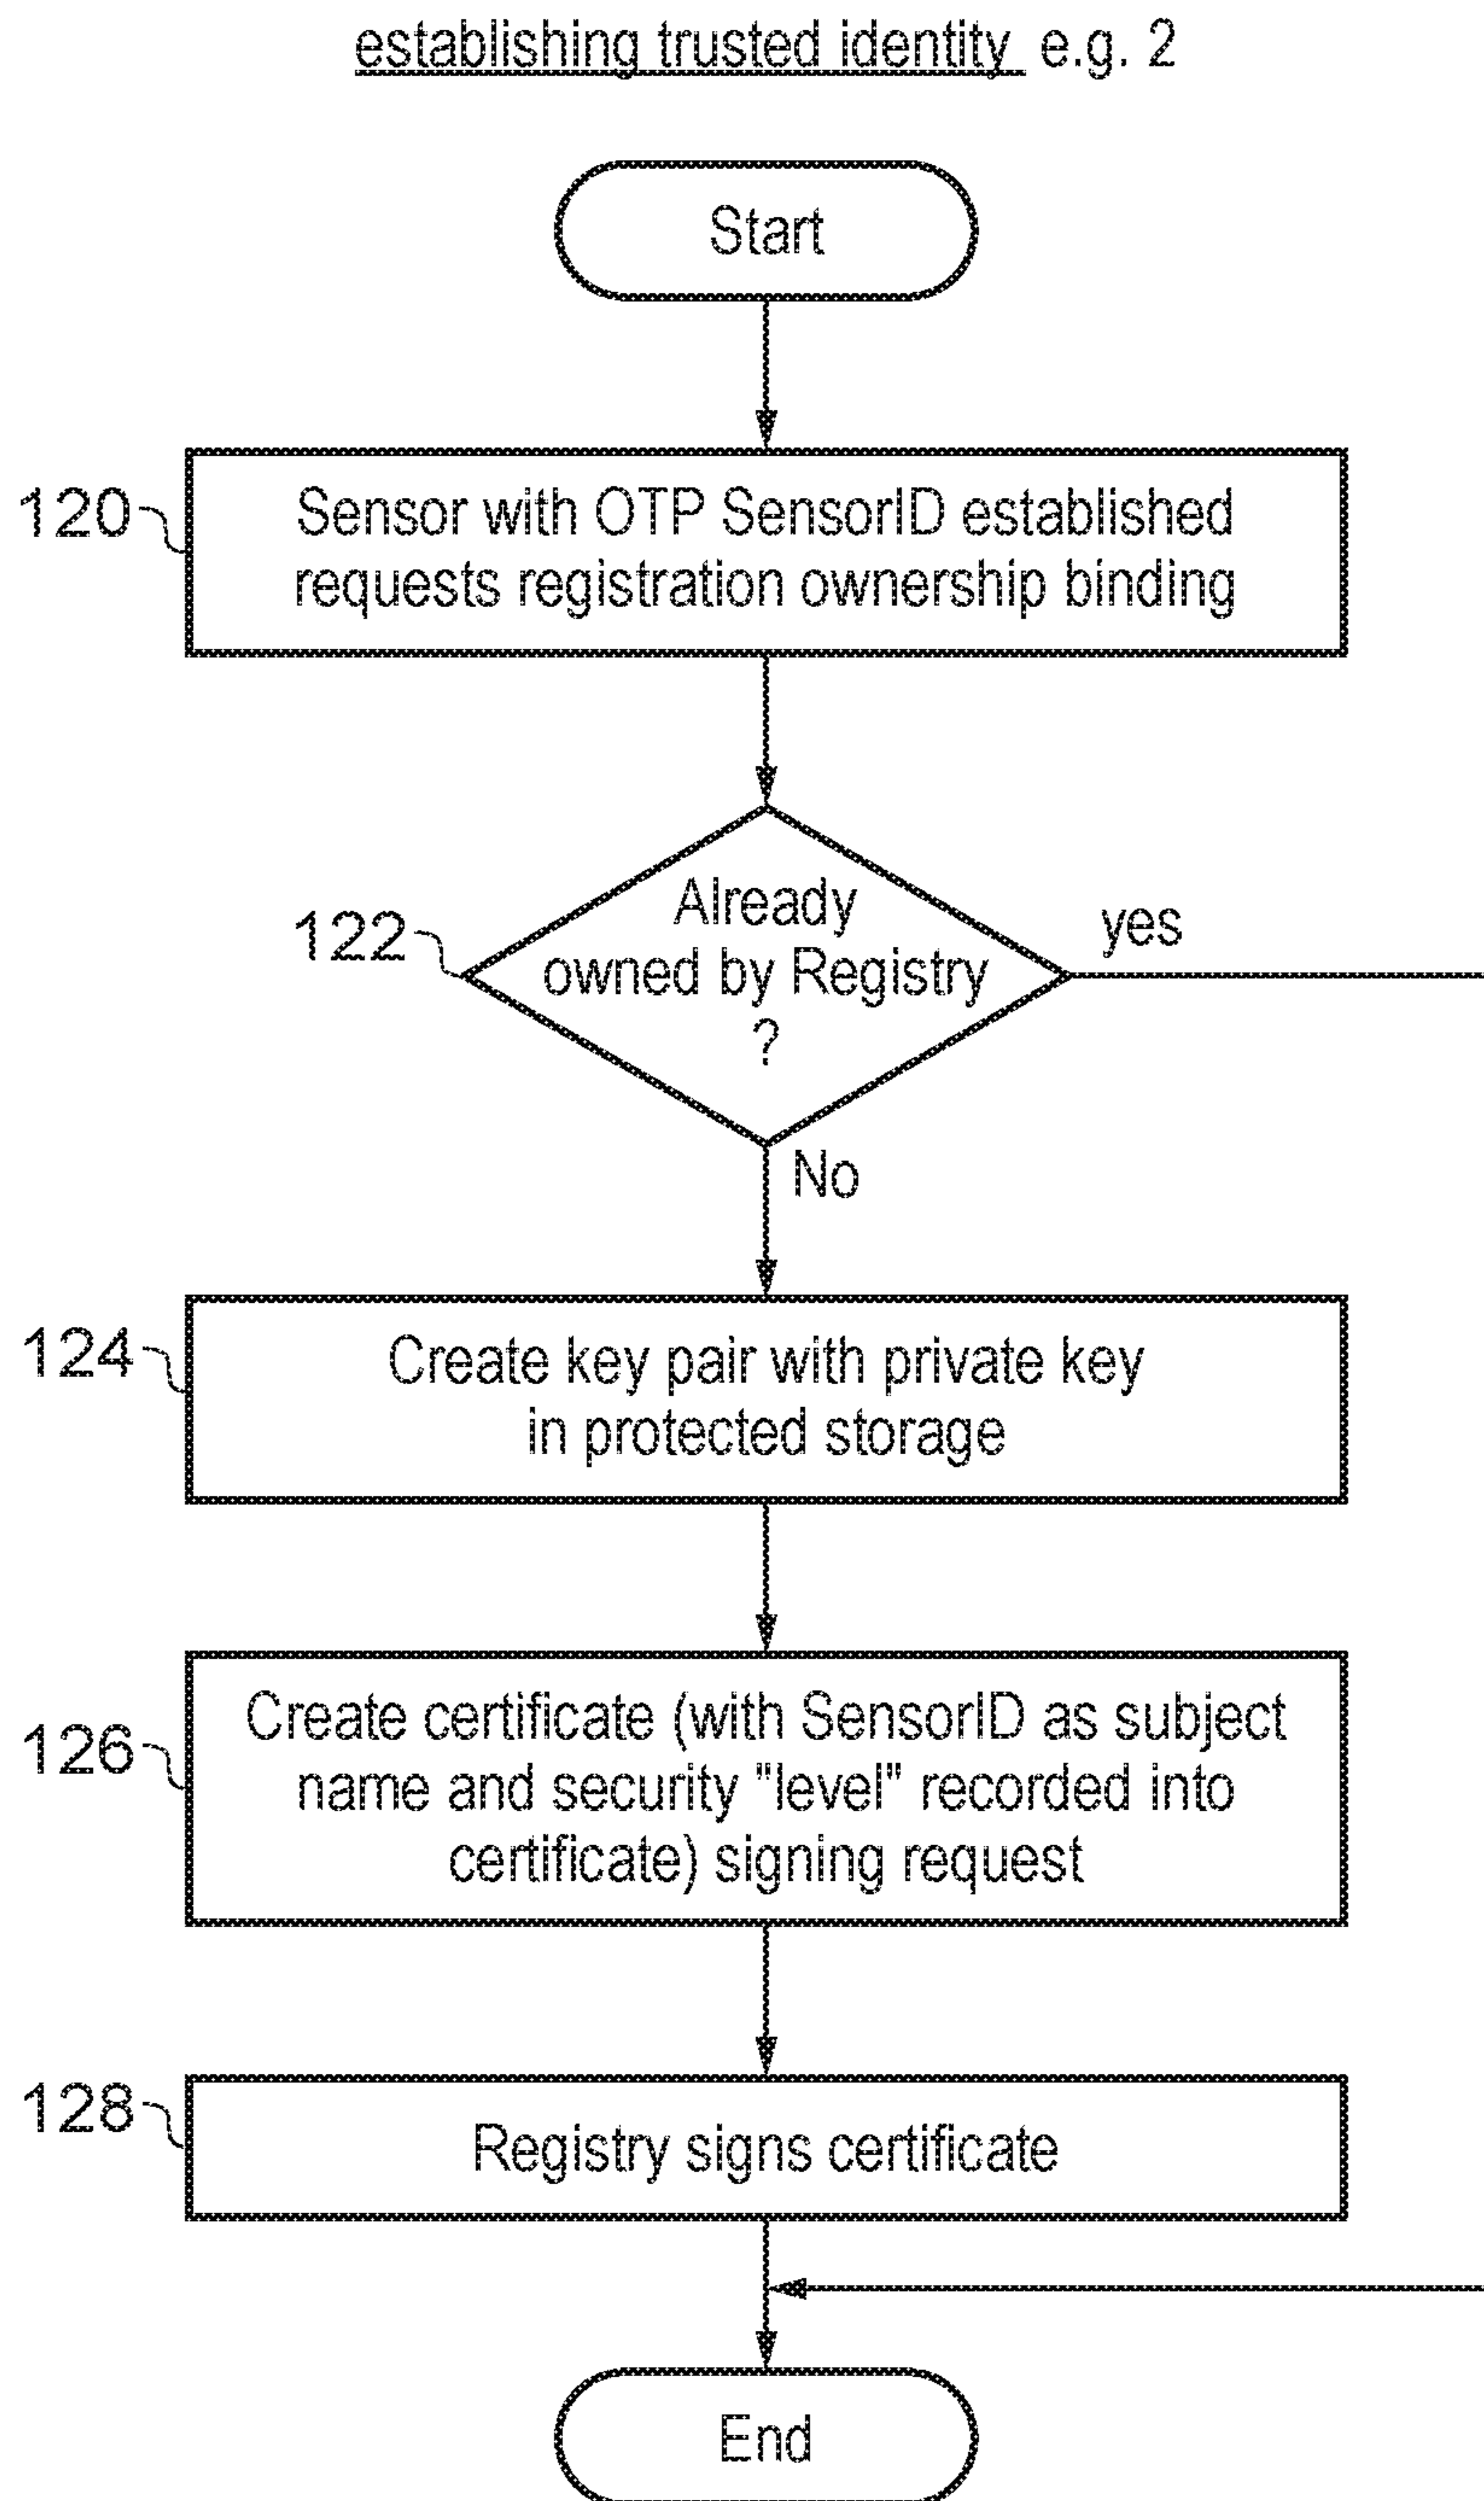 establishing trusted identity e.g. 2
Start
120
Sensor with OTP SensorID established
requests registration ownership binding
122
Already
owned by Registry
?
yes
No
124
Create key pair with private key
in protected storage
126
Create certificate (with SensorID as subject
name and security "level" recorded into
certificate) signing request
128
Registry signs certificate
End